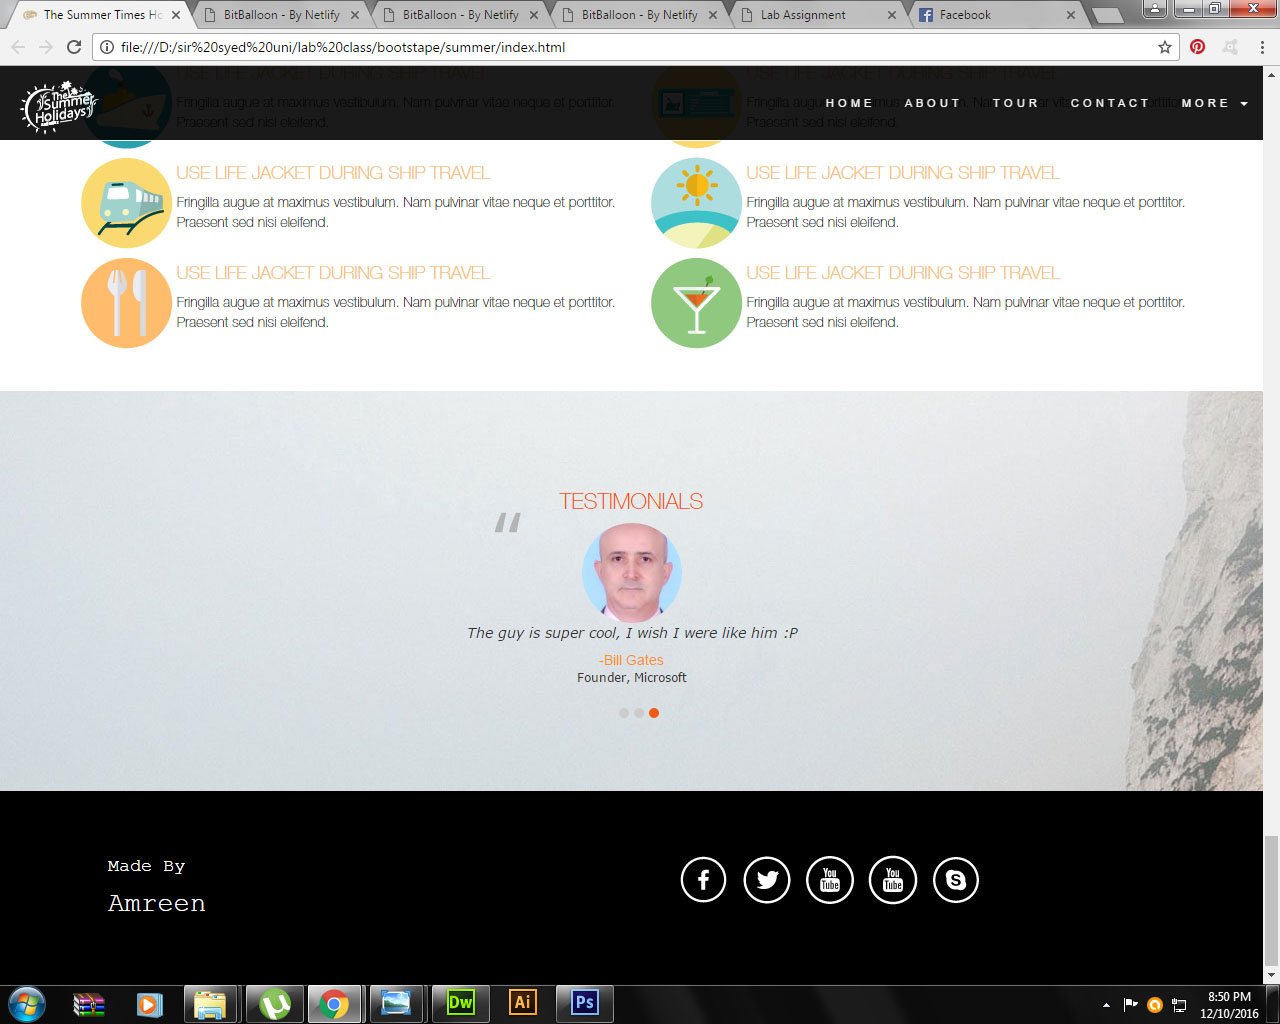 The Summer Times Ho
BitBalloon - By Netlify
BitBalloon - By Netlify
BitBalloon - By Netlify
Lab Assignment
Facebook
file:///D:/sir%20syed%20uni/lab%20class/bootstape/summer/index.html
The
Summer
Holidays
HOME
ABOUT
TOUR
CONTACT
MORE
USE LIFE JACKET DURING SHIP TRAVEL
Fringilla augue at maximus vestibulum. Nam pulvinar vitae neque et porttitor.
Praesent sed nisi eleifend.
USE LIFE JACKET DURING SHIP TRAVEL
Fringilla augue at maximus vestibulum. Nam pulvinar vitae neque et porttitor.
Praesent sed nisi eleifend.
USE LIFE JACKET DURING SHIP TRAVEL
Fringilla augue at maximus vestibulum. Nam pulvinar vitae neque et porttitor.
Praesent sed nisi eleifend.
USE LIFE JACKET DURING SHIP TRAVEL
Fringilla augue at maximus vestibulum. Nam pulvinar vitae neque et porttitor.
Praesent sed nisi eleifend.
USE LIFE JACKET DURING SHIP TRAVEL
Fringilla augue at maximus vestibulum. Nam pulvinar vitae neque et porttitor.
Praesent sed nisi eleifend.
USE LIFE JACKET DURING SHIP TRAVEL
Fringilla augue at maximus vestibulum. Nam pulvinar vitae neque et porttitor.
Praesent sed nisi eleifend.
TESTIMONIALS
“
The guy is super cool, I wish I were like him :P
-Bill Gates
Founder, Microsoft
Made By
Amreen
You
Tube
You
Tube
Dw
Ai
Ps
8:50 PM
12/10/2016